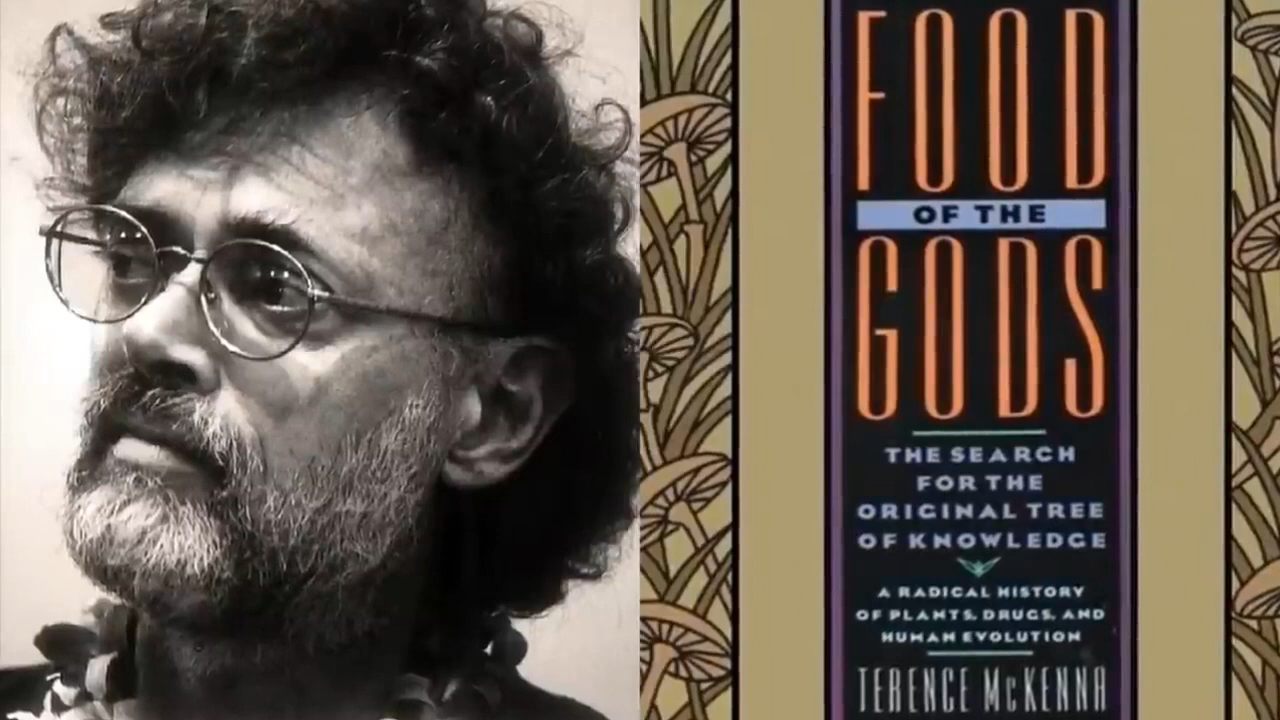 FOOD
OF THE
GODS
THE SEARCH
FOR THE
ORIGINAL TREE
OF KNOWLEDGE
A RADICAL HISTORY
OF PLANTS, DRUGS, AND
HUMAN EVOLUTION
TERENCE McKENNA